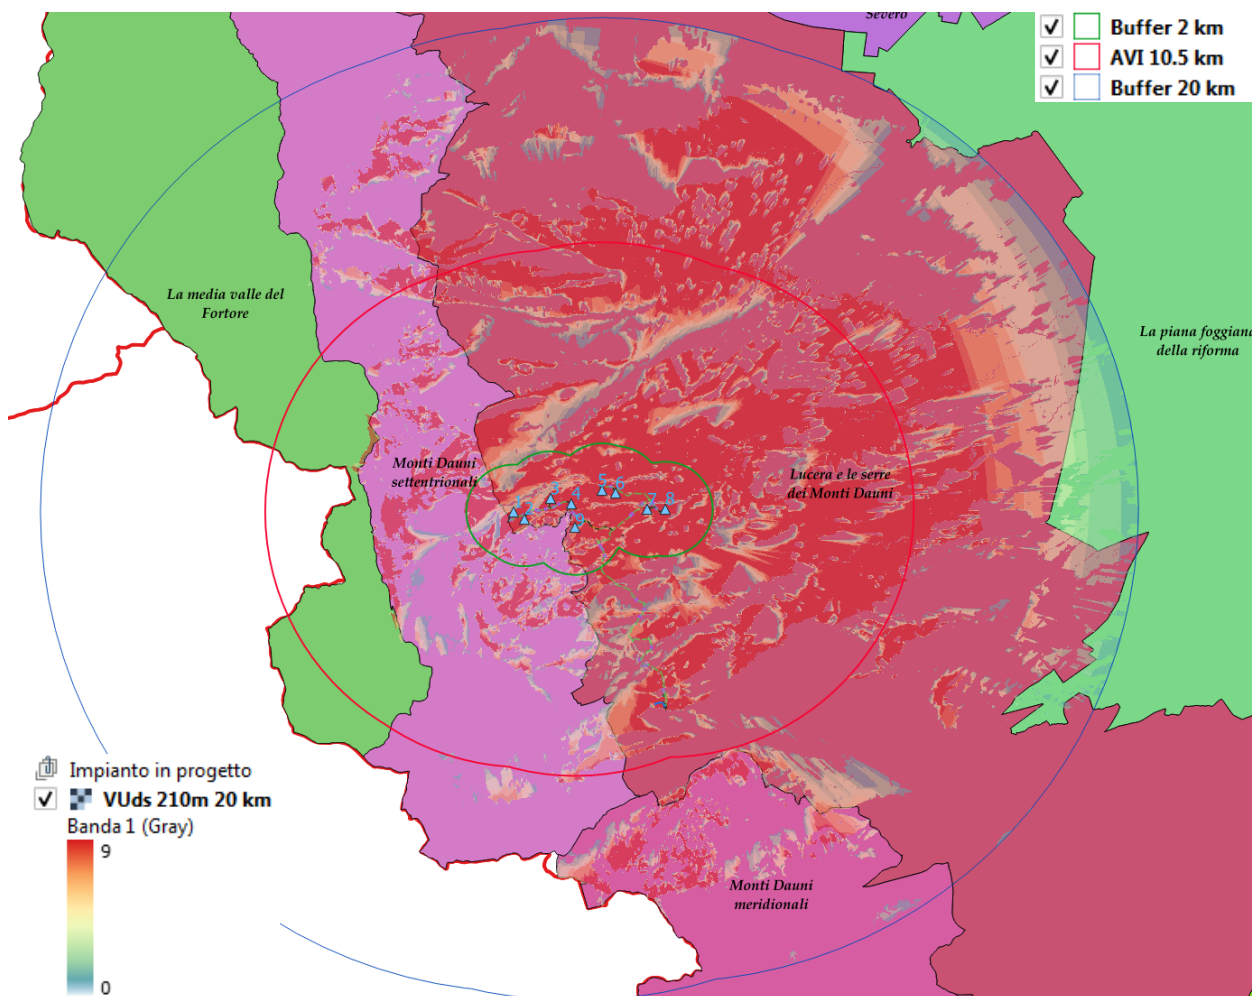 Severo
Buffer 2 km
AVI 10.5 km
Buffer 20 km
La media valle del
Fortore
La piana foggiana
della riforma
Monti Dauni
settentrionali
Lucera e le serre
dei Monti Dauni
3
4
5
6
7
8
9
Monti Dauni
meridionali
Impianto in progetto
VUds 210m 20 km
Banda 1 (Gray)
9
0